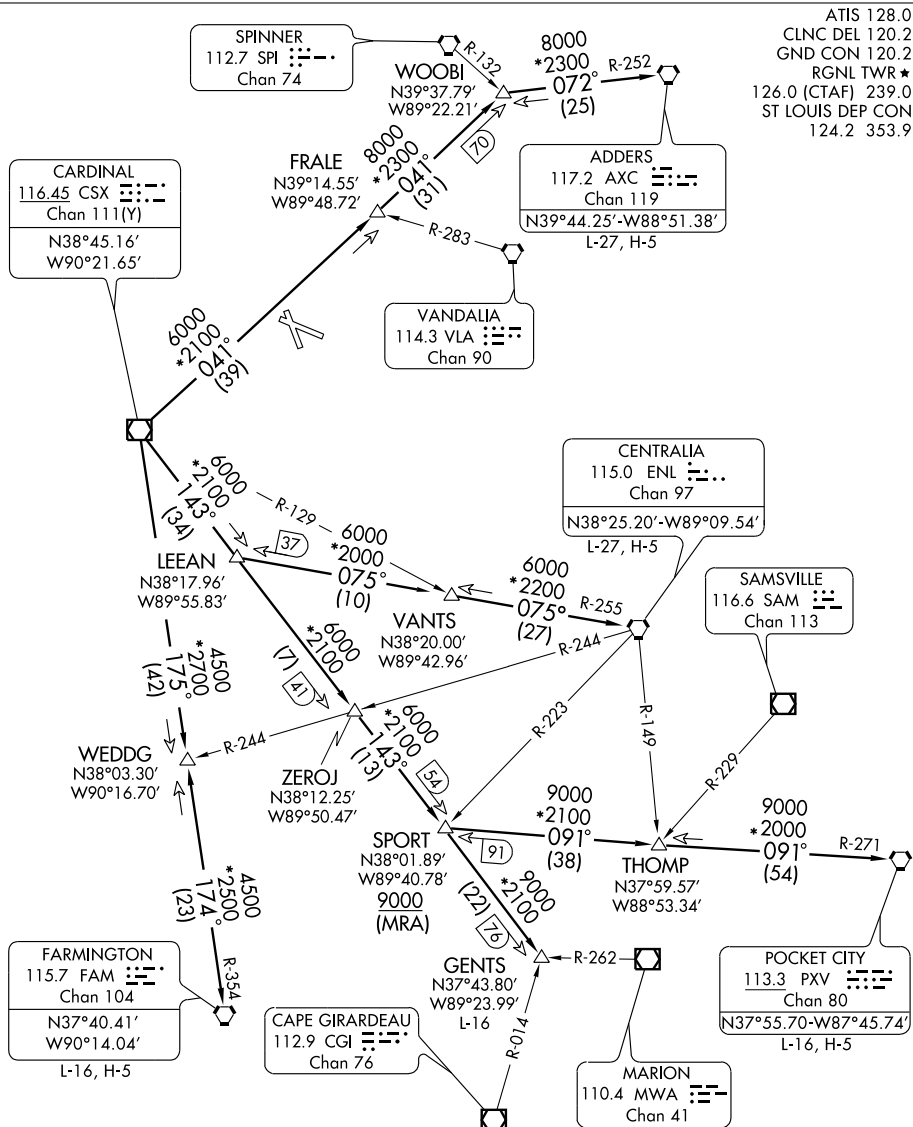 ATIS 128.0
CLNC DEL 120.2
GND CON 120.2
RGNL TWR ★
126.0 (CTAF) 239.0
ST LOUIS DEP CON
124.2 353.9
SPINNER
112.7 SPI
Chan 74
R-132
WOOBI
N39°37.79'
W89°22.21'
8000
*2300
072°
(25)
R-252
ADDERS
117.2 AXC
Chan 119
N39°44.25'-W88°51.38'
L-27, H-5
70
FRALE
N39°14.55'
W89°48.72'
8000
*2300
041°
(31)
R-283
VANDALIA
114.3 VLA
Chan 90
CARDINAL
116.45 CSX
Chan 111(Y)
N38°45.16'
W90°21.65'
6000
*2100
041°
(39)
6000
*2100
143°
(34)
R-129
37
LEEAN
N38°17.96'
W89°55.83'
6000
*2000
075°
(10)
VANTS
N38°20.00'
W89°42.96'
6000
*2200
075°
(27)
R-255
CENTRALIA
115.0 ENL
Chan 97
N38°25.20'-W89°09.54'
L-27, H-5
SAMSVILLE
116.6 SAM
Chan 113
R-244
R-223
R-149
R-229
6000
*2100
(7)
41
4500
*2700
175°
(42)
WEDDG
N38°03.30'
W90°16.70'
R-244
ZEROJ
N38°12.25'
W89°50.47'
6000
*2100
143°
(13)
54
SPORT
N38°01.89'
W89°40.78'
9000
(MRA)
91
9000
*2100
091°
(38)
THOMP
N37°59.57'
W88°53.34'
9000
*2000
091°
(54)
R-271
POCKET CITY
113.3 PXV
Chan 80
N37°55.70-W87°45.74'
L-16, H-5
9000
*2100
(22)
76
GENTS
N37°43.80'
W89°23.99'
L-16
R-262
MARION
110.4 MWA
Chan 41
R-014
CAPE GIRARDEAU
112.9 CGI
Chan 76
4500
*2500
174°
(23)
R-354
FARMINGTON
115.7 FAM
Chan 104
N37°40.41'
W90°14.04'
L-16, H-5